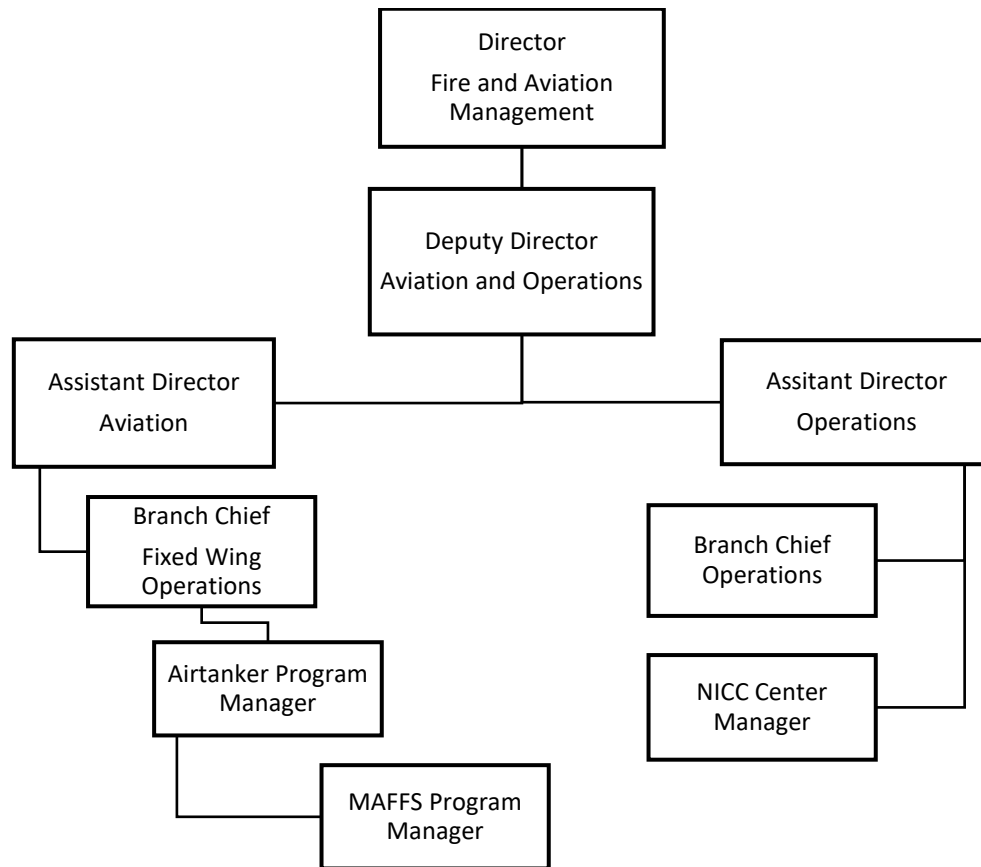 Director
Fire and Aviation
Management
Deputy Director
Aviation and Operations
Assistant Director
Aviation
Assitant Director
Operations
Branch Chief
Fixed Wing
Operations
Branch Chief
Operations
Airtanker Program
Manager
NICC Center
Manager
MAFFS Program
Manager